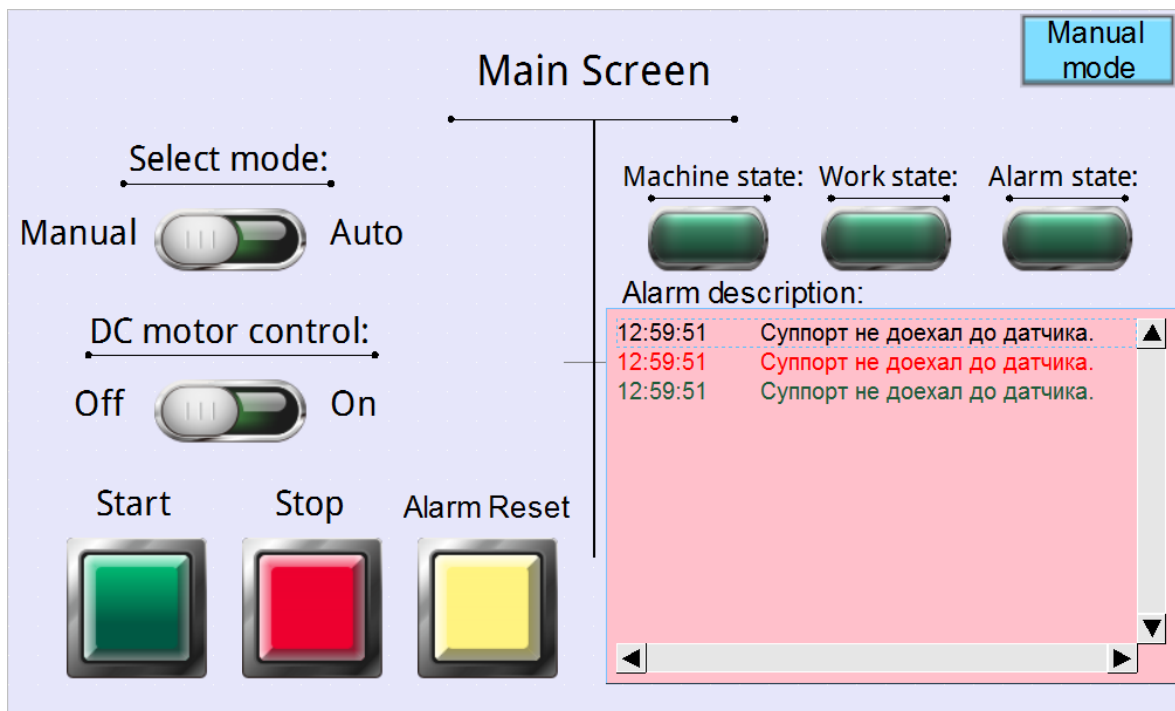 Manual
mode
Main Screen
Select mode:
Manual Auto
DC motor control:
Off On
Start Stop Alarm Reset
Machine state: Work state: Alarm state:
Alarm description:
12:59:51 Суппорт не доехал до датчика.
12:59:51 Суппорт не доехал до датчика.
12:59:51 Суппорт не доехал до датчика.